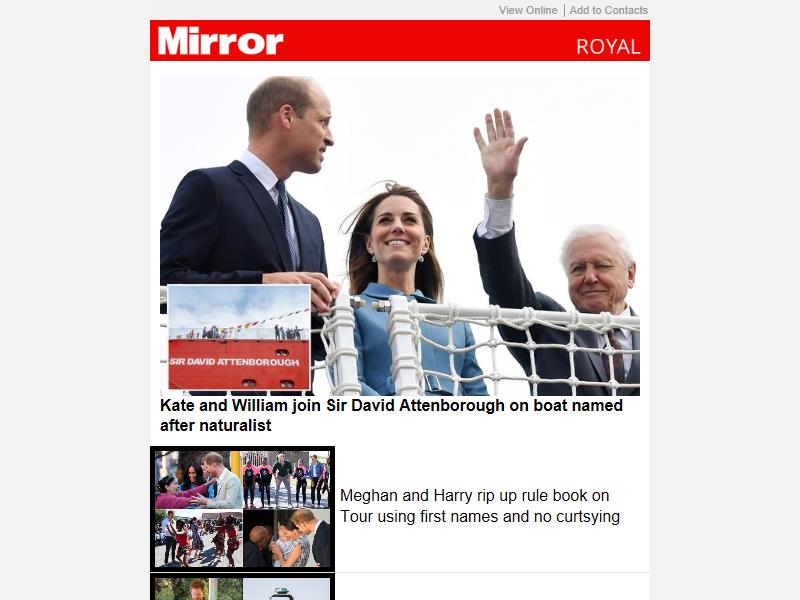 View Online | Add to Contacts
Mirror ROYAL
SIR DAVID ATTENBOROUGH
Kate and William join Sir David Attenborough on boat named
after naturalist
Meghan and Harry rip up rule book on
Tour using first names and no curtsying